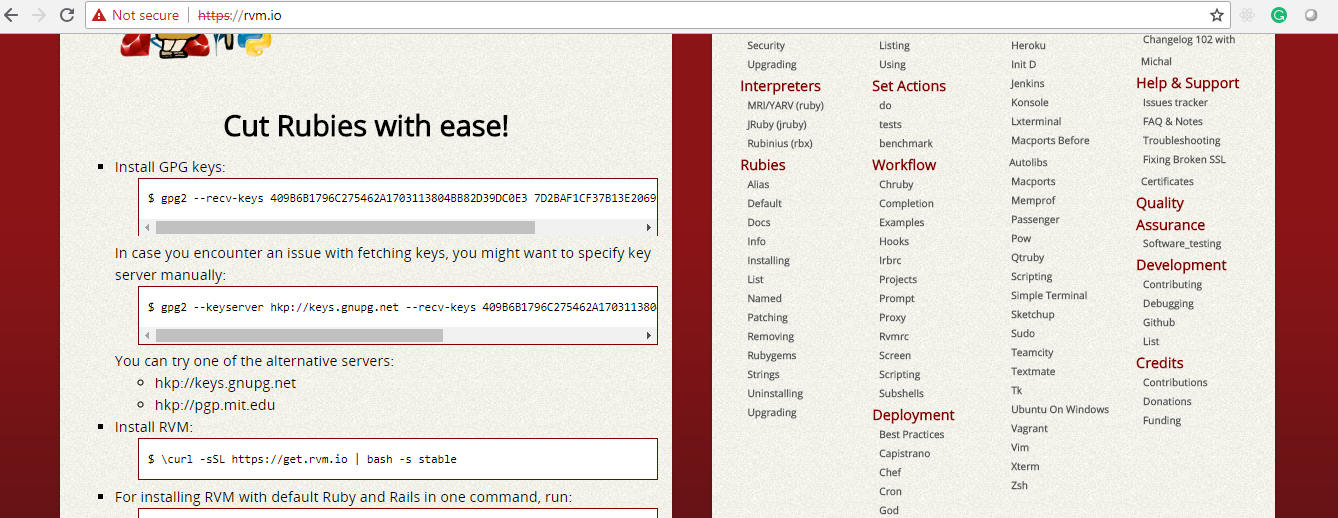 Not secure
https://rvm.io
Cut Rubies with ease!
Install GPG keys:
$ gpg2 --recv-keys 409B6B1796C275462A1703113804BB82D39DC0E3 7D2BAF1CF37B13E2069
In case you encounter an issue with fetching keys, you might want to specify key
server manually:
$ gpg2 --keyserver hkp://keys.gnupg.net --recv-keys 409B6B1796C275462A170311380
You can try one of the alternative servers:
hkp://keys.gnupg.net
hkp://pgp.mit.edu
Install RVM:
$ \curl -sSL https://get.rvm.io | bash -s stable
For installing RVM with default Ruby and Rails in one command, run:
Security
Upgrading
Interpreters
MRI/YARV (ruby)
JRuby (jruby)
Rubinius (rbx)
Rubies
Alias
Default
Docs
Info
Installing
List
Named
Patching
Removing
Rubygems
Strings
Uninstalling
Upgrading
Listing
Using
Set Actions
do
tests
benchmark
Workflow
Chruby
Completion
Examples
Hooks
Irbrc
Projects
Prompt
Proxy
Rvmrc
Screen
Scripting
Subshells
Deployment
Best Practices
Capistrano
Chef
Cron
God
Heroku
Init D
Jenkins
Konsole
Lxterminal
Macports Before
Autolibs
Macports
Memprof
Passenger
Pow
Qtruby
Scripting
Simple Terminal
Sketchup
Sudo
Teamcity
Textmate
Tk
Ubuntu On Windows
Vagrant
Vim
Xterm
Zsh
Changelog 102 with
Michal
Help & Support
Issues tracker
FAQ & Notes
Troubleshooting
Fixing Broken SSL
Certificates
Quality
Assurance
Software_testing
Development
Contributing
Debugging
Github
List
Credits
Contributions
Donations
Funding